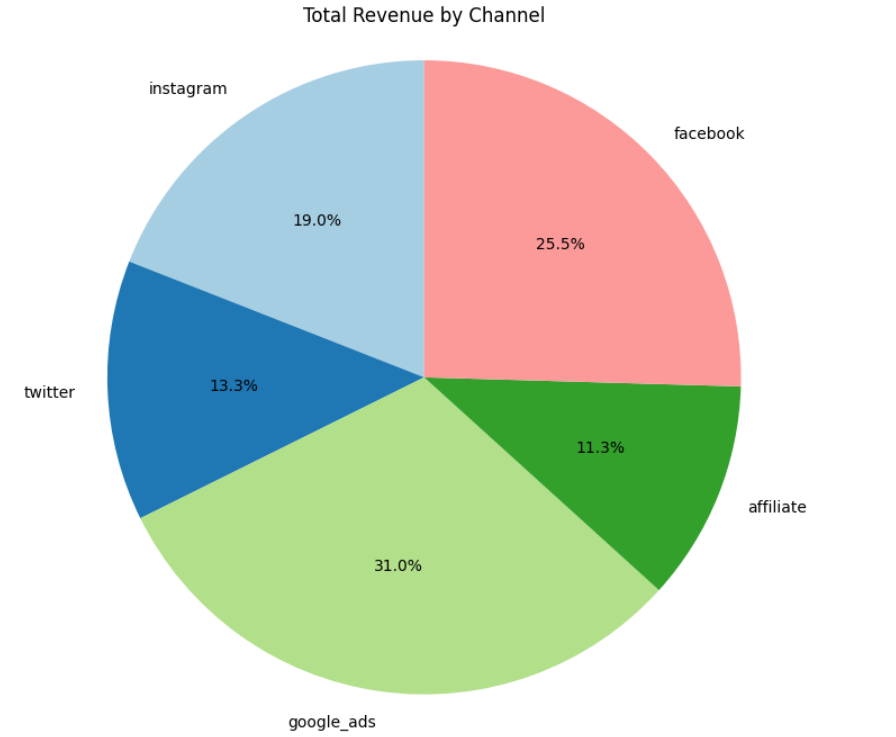 Total Revenue by Channel
instagram
facebook
19.0%
25.5%
13.3%
twitter
11.3%
affiliate
31.0%
google_ads